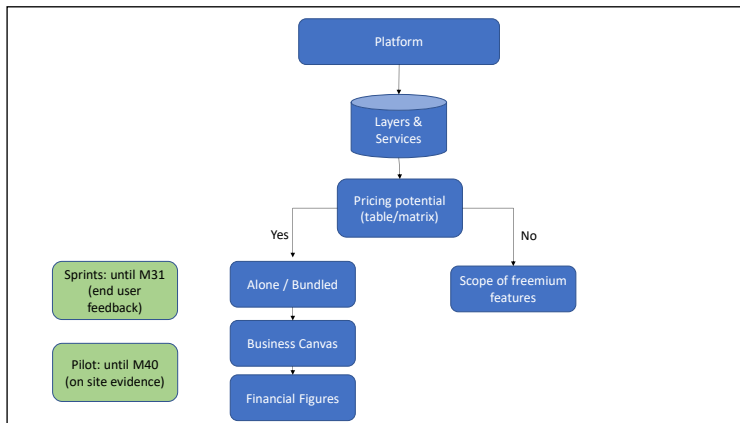 Platform
Layers &
Services
Pricing potential
(table/matrix)
Yes
No
Sprints: until M31
(end user
feedback)
Alone / Bundled
Scope of freemium
features
Business Canvas
Pilot: until M40
(on site evidence)
Financial Figures